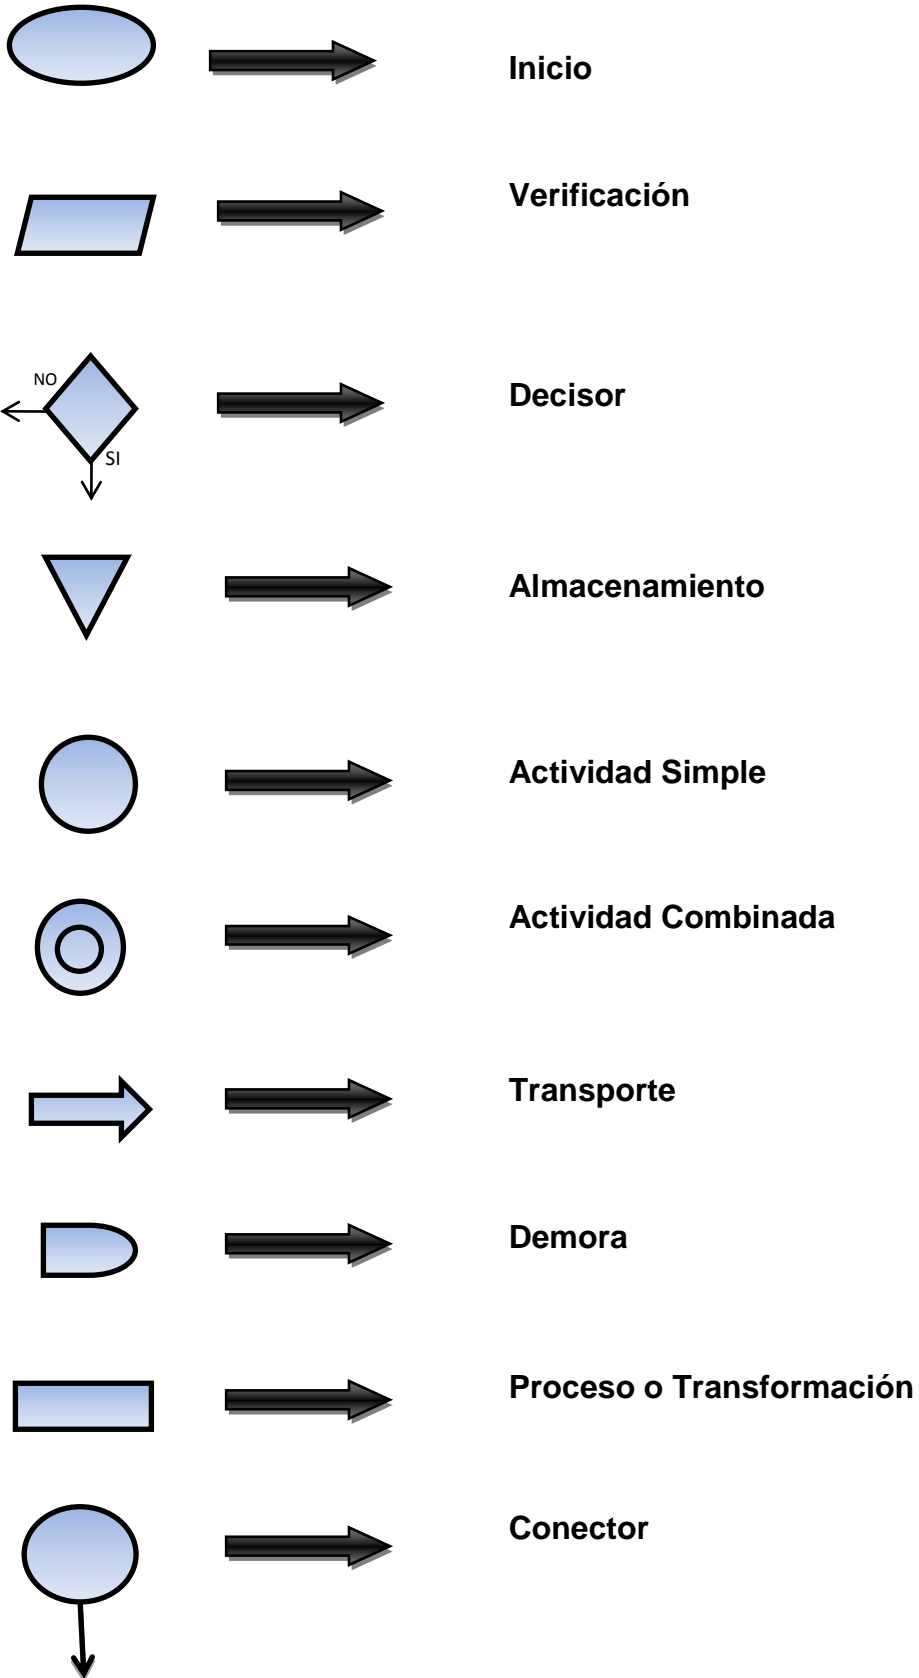 Inicio
Verificación
NO
Decisor
SI
Almacenamiento
Actividad Simple
Actividad Combinada
Transporte
Demora
Proceso o Transformación
Conector